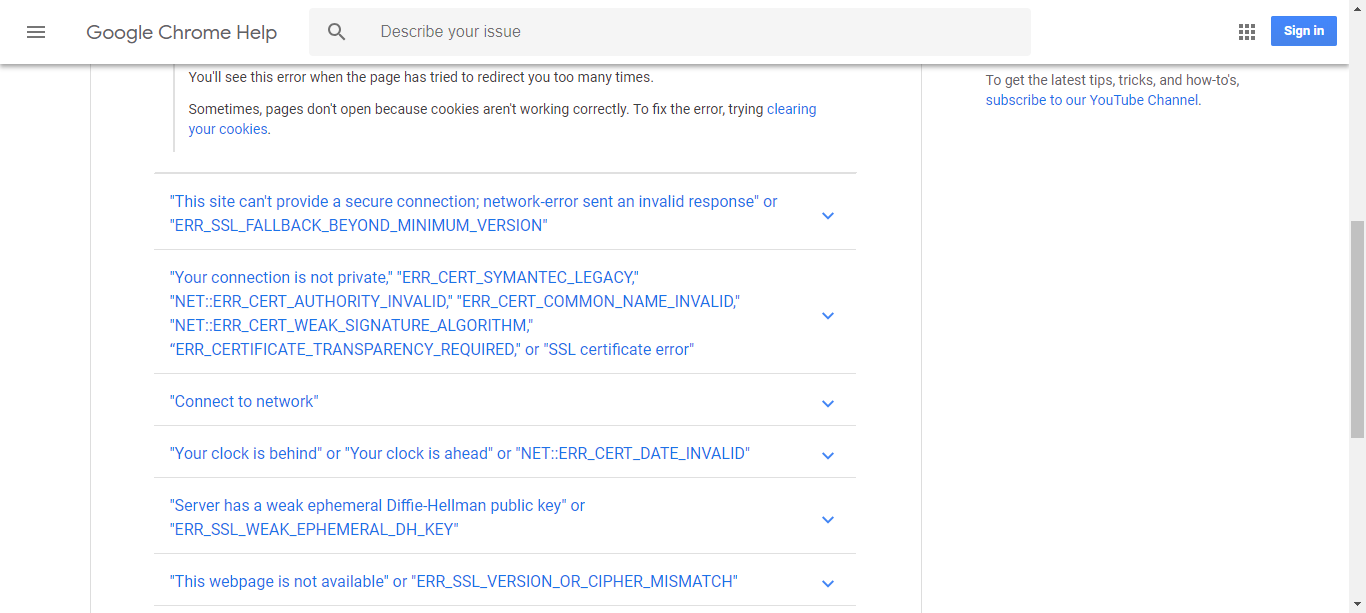 Google Chrome Help
Describe your issue
Sign in
You'll see this error when the page has tried to redirect you too many times.
Sometimes, pages don't open because cookies aren't working correctly. To fix the error, trying clearing
your cookies.
"This site can't provide a secure connection; network-error sent an invalid response" or
"ERR_SSL_FALLBACK_BEYOND_MINIMUM_VERSION"
"Your connection is not private," "ERR_CERT_SYMANTEC_LEGACY,"
"NET::ERR_CERT_AUTHORITY_INVALID," "ERR_CERT_COMMON_NAME_INVALID,"
"NET::ERR_CERT_WEAK_SIGNATURE_ALGORITHM,"
“ERR_CERTIFICATE_TRANSPARENCY_REQUIRED," or "SSL certificate error"
"Connect to network"
"Your clock is behind" or "Your clock is ahead" or "NET::ERR_CERT_DATE_INVALID"
"Server has a weak ephemeral Diffie-Hellman public key" or
"ERR_SSL_WEAK_EPHEMERAL_DH_KEY"
"This webpage is not available" or "ERR_SSL_VERSION_OR_CIPHER_MISMATCH"
To get the latest tips, tricks, and how-to's,
subscribe to our YouTube Channel.